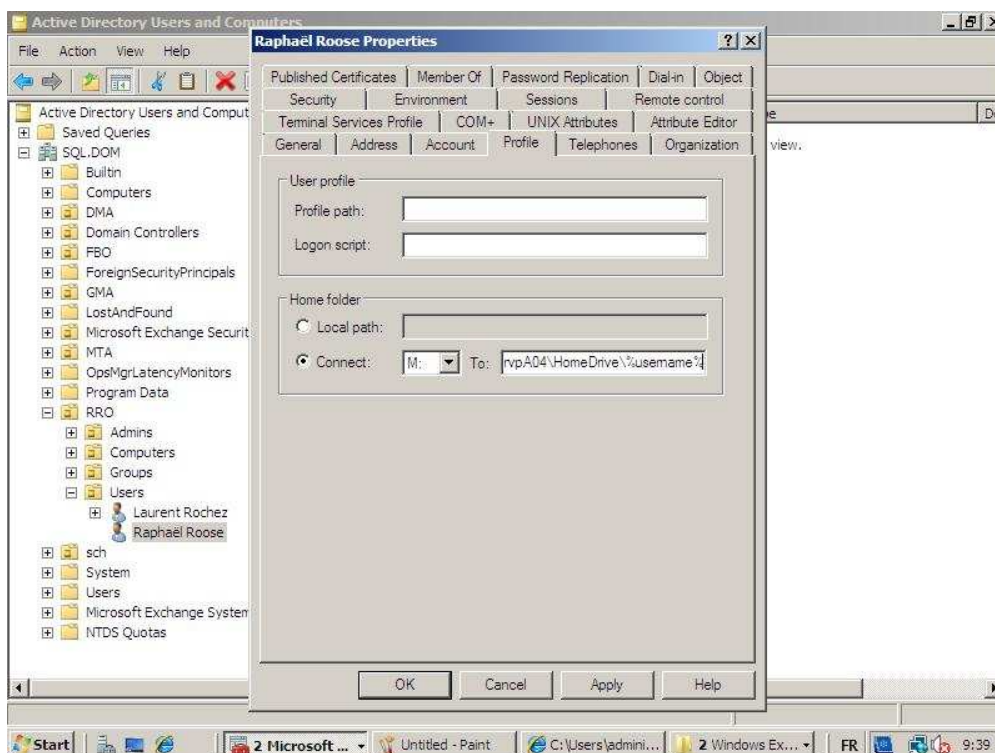 Active Directory Users and Computers
File Action View Help
Active Directory Users and Comput
Saved Queries
SQL.DOM
Builtin
Computers
DMA
Domain Controllers
FBO
ForeignSecurityPrincipals
GMA
LostAndFound
Microsoft Exchange Securit
MTA
OpsMgrLatencyMonitors
Program Data
RRO
Admins
Computers
Groups
Users
Laurent Rochez
Raphaël Roose
sch
System
Users
Microsoft Exchange System
NTDS Quotas
view.
Raphaël Roose Properties
Published Certificates Member Of Password Replication Dial-in Object
Security Environment Sessions Remote control
Terminal Services Profile COM+ UNIX Attributes Attribute Editor
General Address Account Profile Telephones Organization
User profile
Profile path:
Logon script:
Home folder
Local path:
Connect: M: To: rvpA04\HomeDrive\%username%
OK Cancel Apply Help
Start 2 Microsoft ... Untitled - Paint C:\Users\admini... 2 Windows Ex... FR 9:39